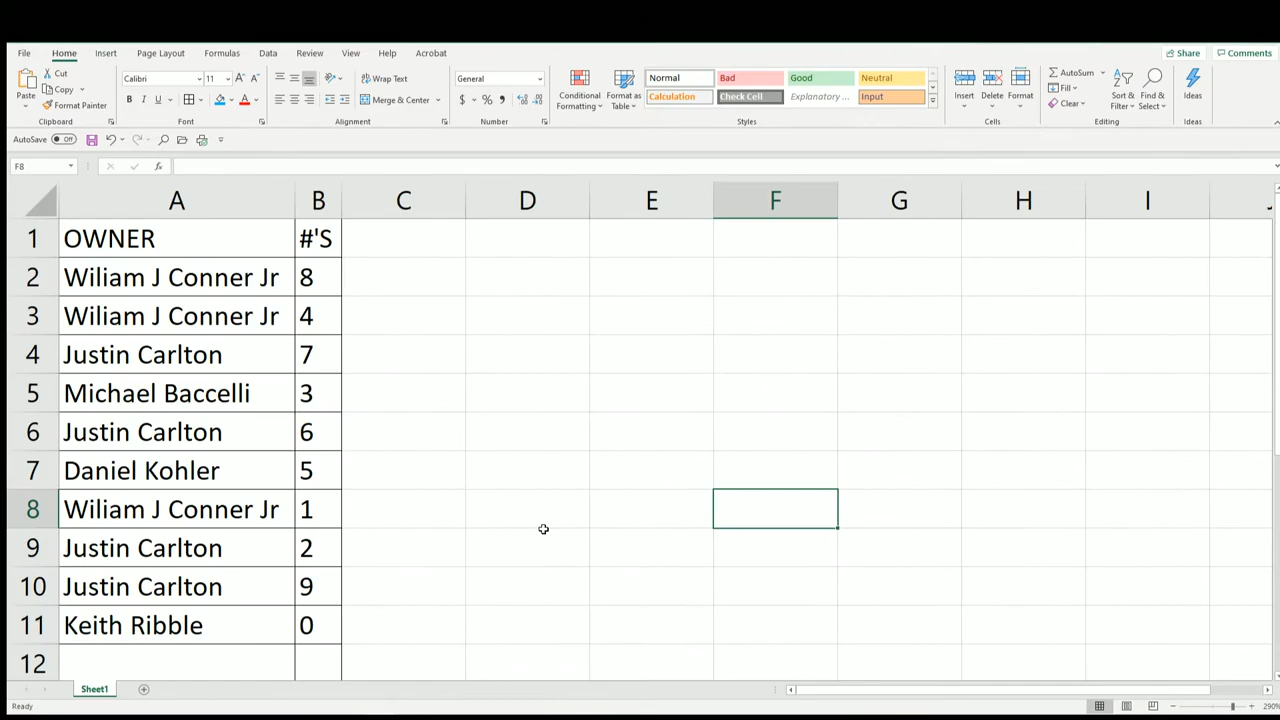 File Home Insert Page Layout Formulas Data Review View Help Acrobat Share Comments
Paste Cut Copy Format Painter Clipboard
Calibri 11 A A B I U A Font
Wrap Text Merge & Center Alignment
General $ % , Number
Conditional Formatting Format as Table
Normal Bad Good Neutral
Calculation Check Cell Explanatory ... Input
Styles
Insert Delete Format Cells
AutoSum Fill Clear Sort & Filter Find & Select Editing
Ideas Ideas
AutoSave Off
F8 fx
A B C D E F G H I
1 OWNER #'S
2 Wiliam J Conner Jr 8
3 Wiliam J Conner Jr 4
4 Justin Carlton 7
5 Michael Baccelli 3
6 Justin Carlton 6
7 Daniel Kohler 5
8 Wiliam J Conner Jr 1
9 Justin Carlton 2
10 Justin Carlton 9
11 Keith Ribble 0
12
Sheet1
Ready 290%